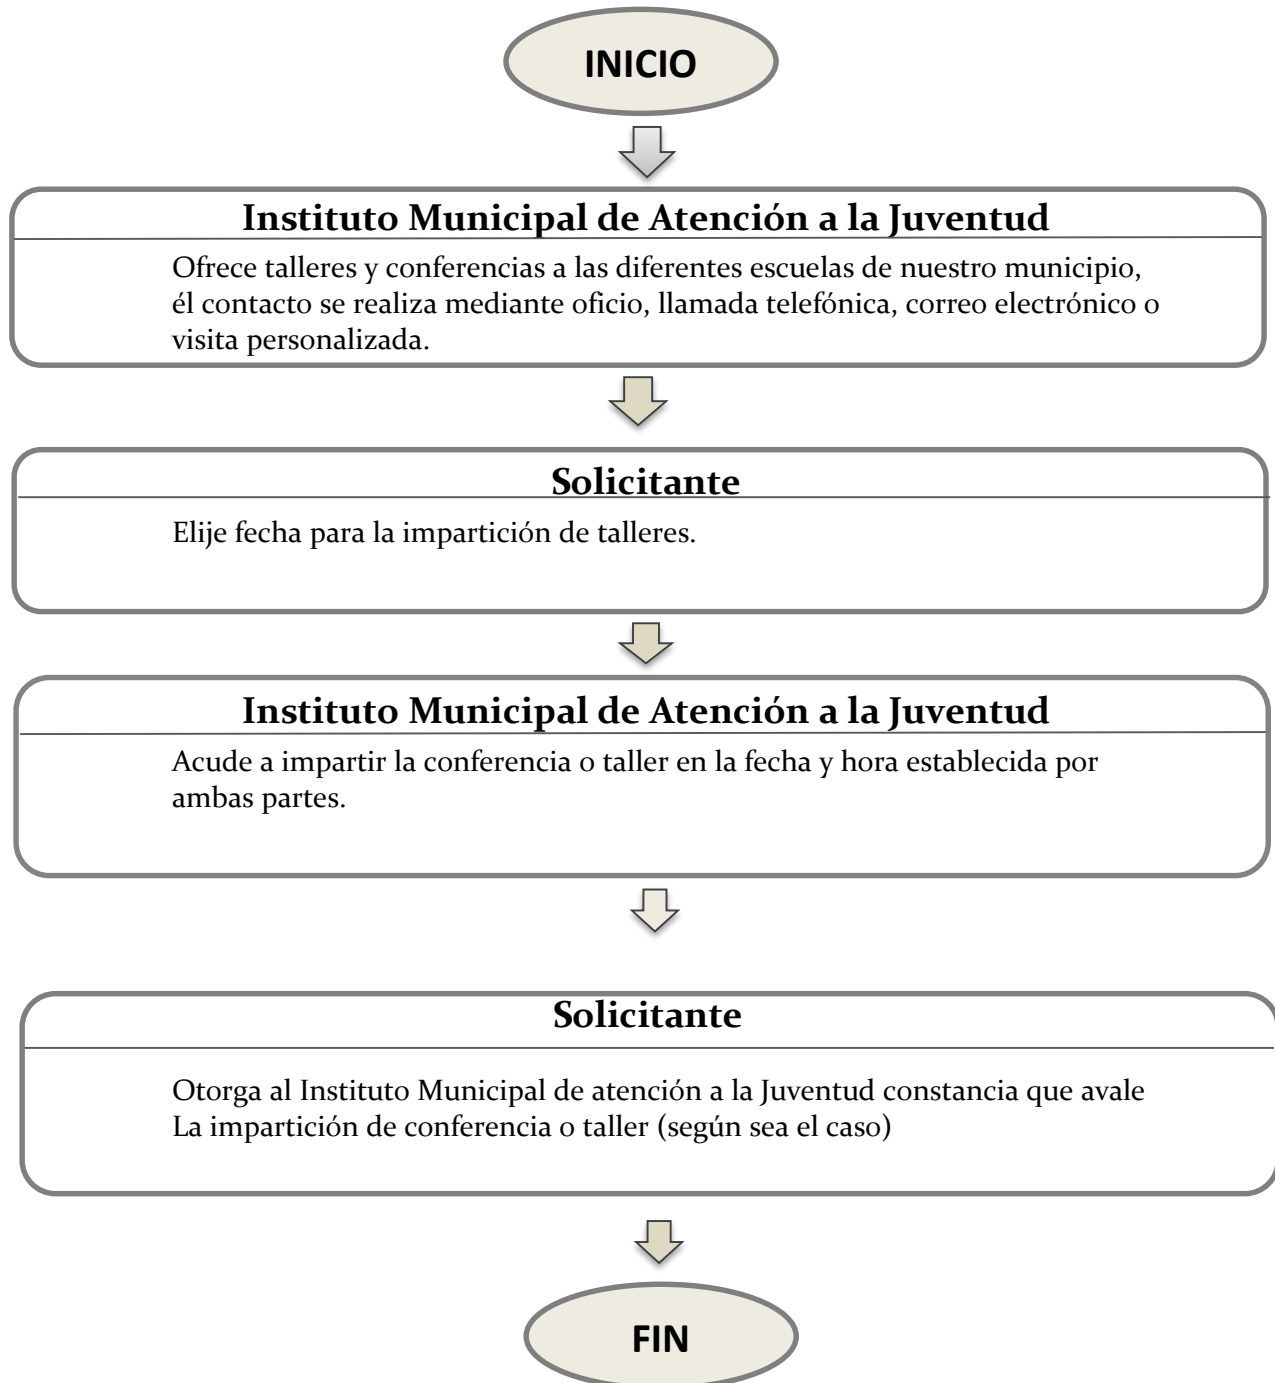 INICIO
Instituto Municipal de Atención a la Juventud
Ofrece talleres y conferencias a las diferentes escuelas de nuestro municipio,
él contacto se realiza mediante oficio, llamada telefónica, correo electrónico o
visita personalizada.
Solicitante
Elije fecha para la impartición de talleres.
Instituto Municipal de Atención a la Juventud
Acude a impartir la conferencia o taller en la fecha y hora establecida por
ambas partes.
Solicitante
Otorga al Instituto Municipal de atención a la Juventud constancia que avale
La impartición de conferencia o taller (según sea el caso)
FIN